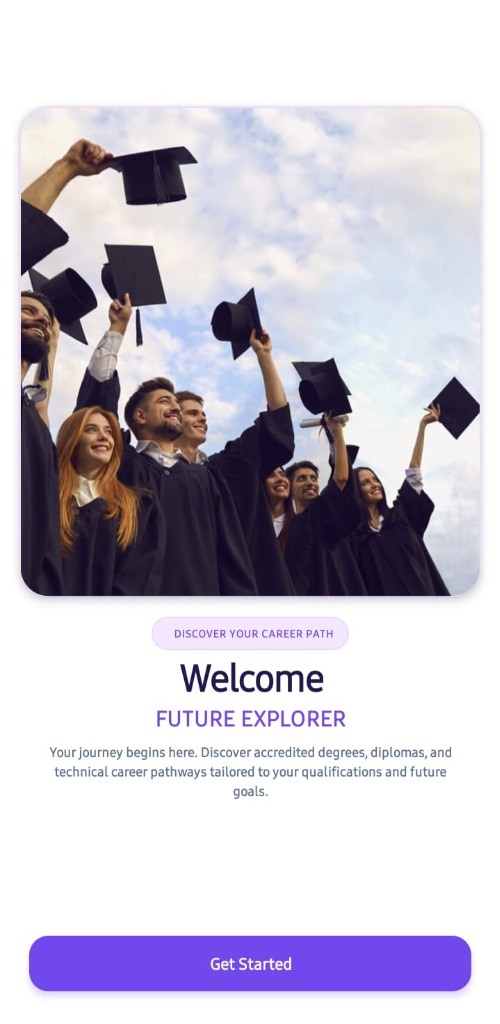 DISCOVER YOUR CAREER PATH
Welcome
FUTURE EXPLORER
Your journey begins here. Discover accredited degrees, diplomas, and
technical career pathways tailored to your qualifications and future
goals.
Get Started